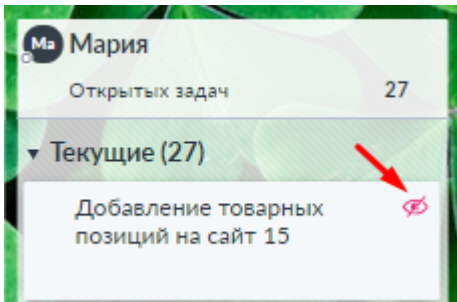 Ма Мария
Открытых задач 27
Текущие (27)
Добавление товарных
позиций на сайт 15